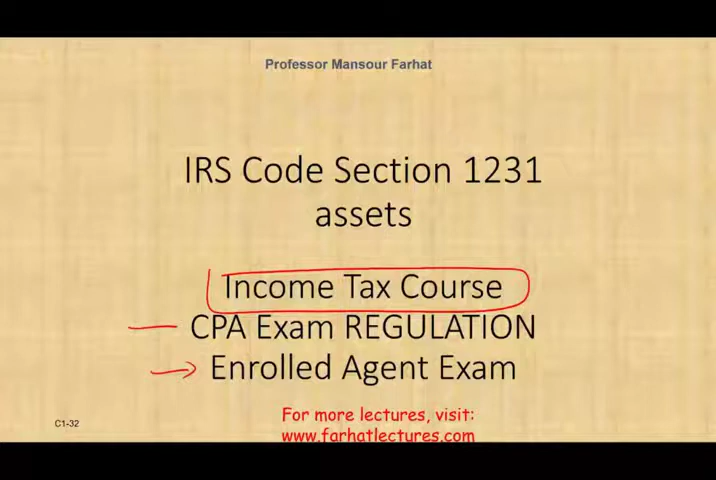 Professor Mansour Farhat
IRS Code Section 1231
assets
Income Tax Course
CPA Exam REGULATION
Enrolled Agent Exam
For more lectures, visit:
www.farhatlectures.com
C1-32